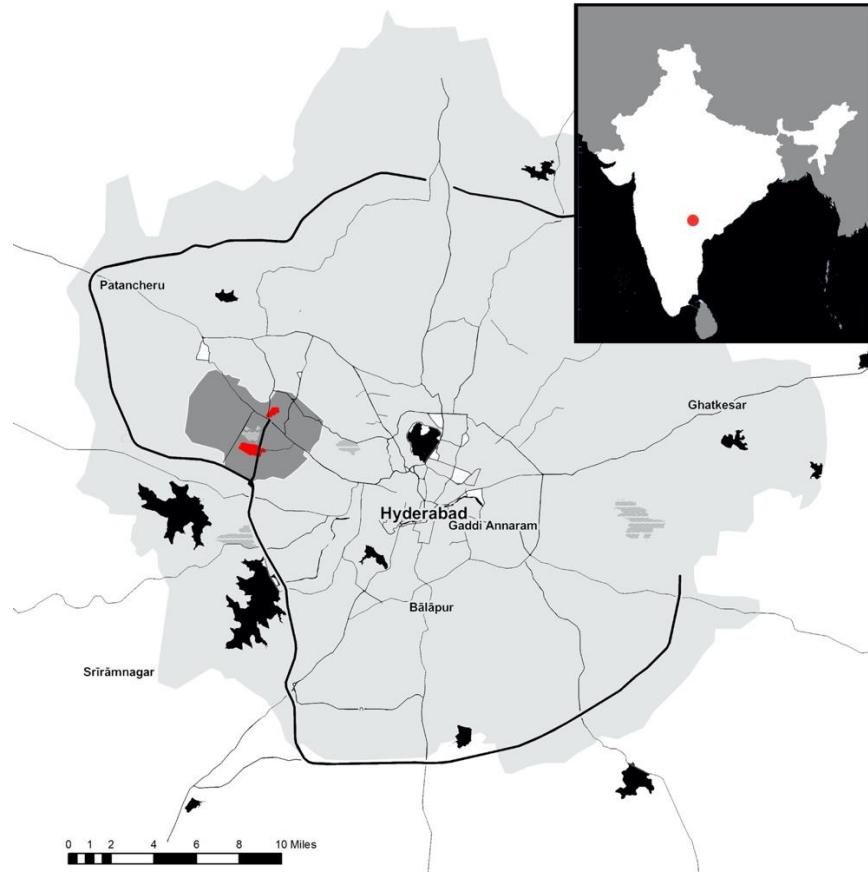 Patancheru
Ghatkesar
Hyderabad
Gaddi Annaram
Bālāpur
Srīrāmnagar
0 1 2 4 6 8 10 Miles